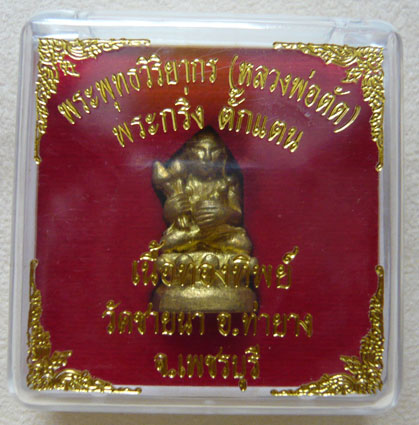 พระพุทธวิริยากร (หลวงพ่อตัด)
พระกริ่ง ตั๊กแตน
เนื้อทองทิพย์
วัดชายนา อ.ท่ายาง
จ.เพชรบุรี